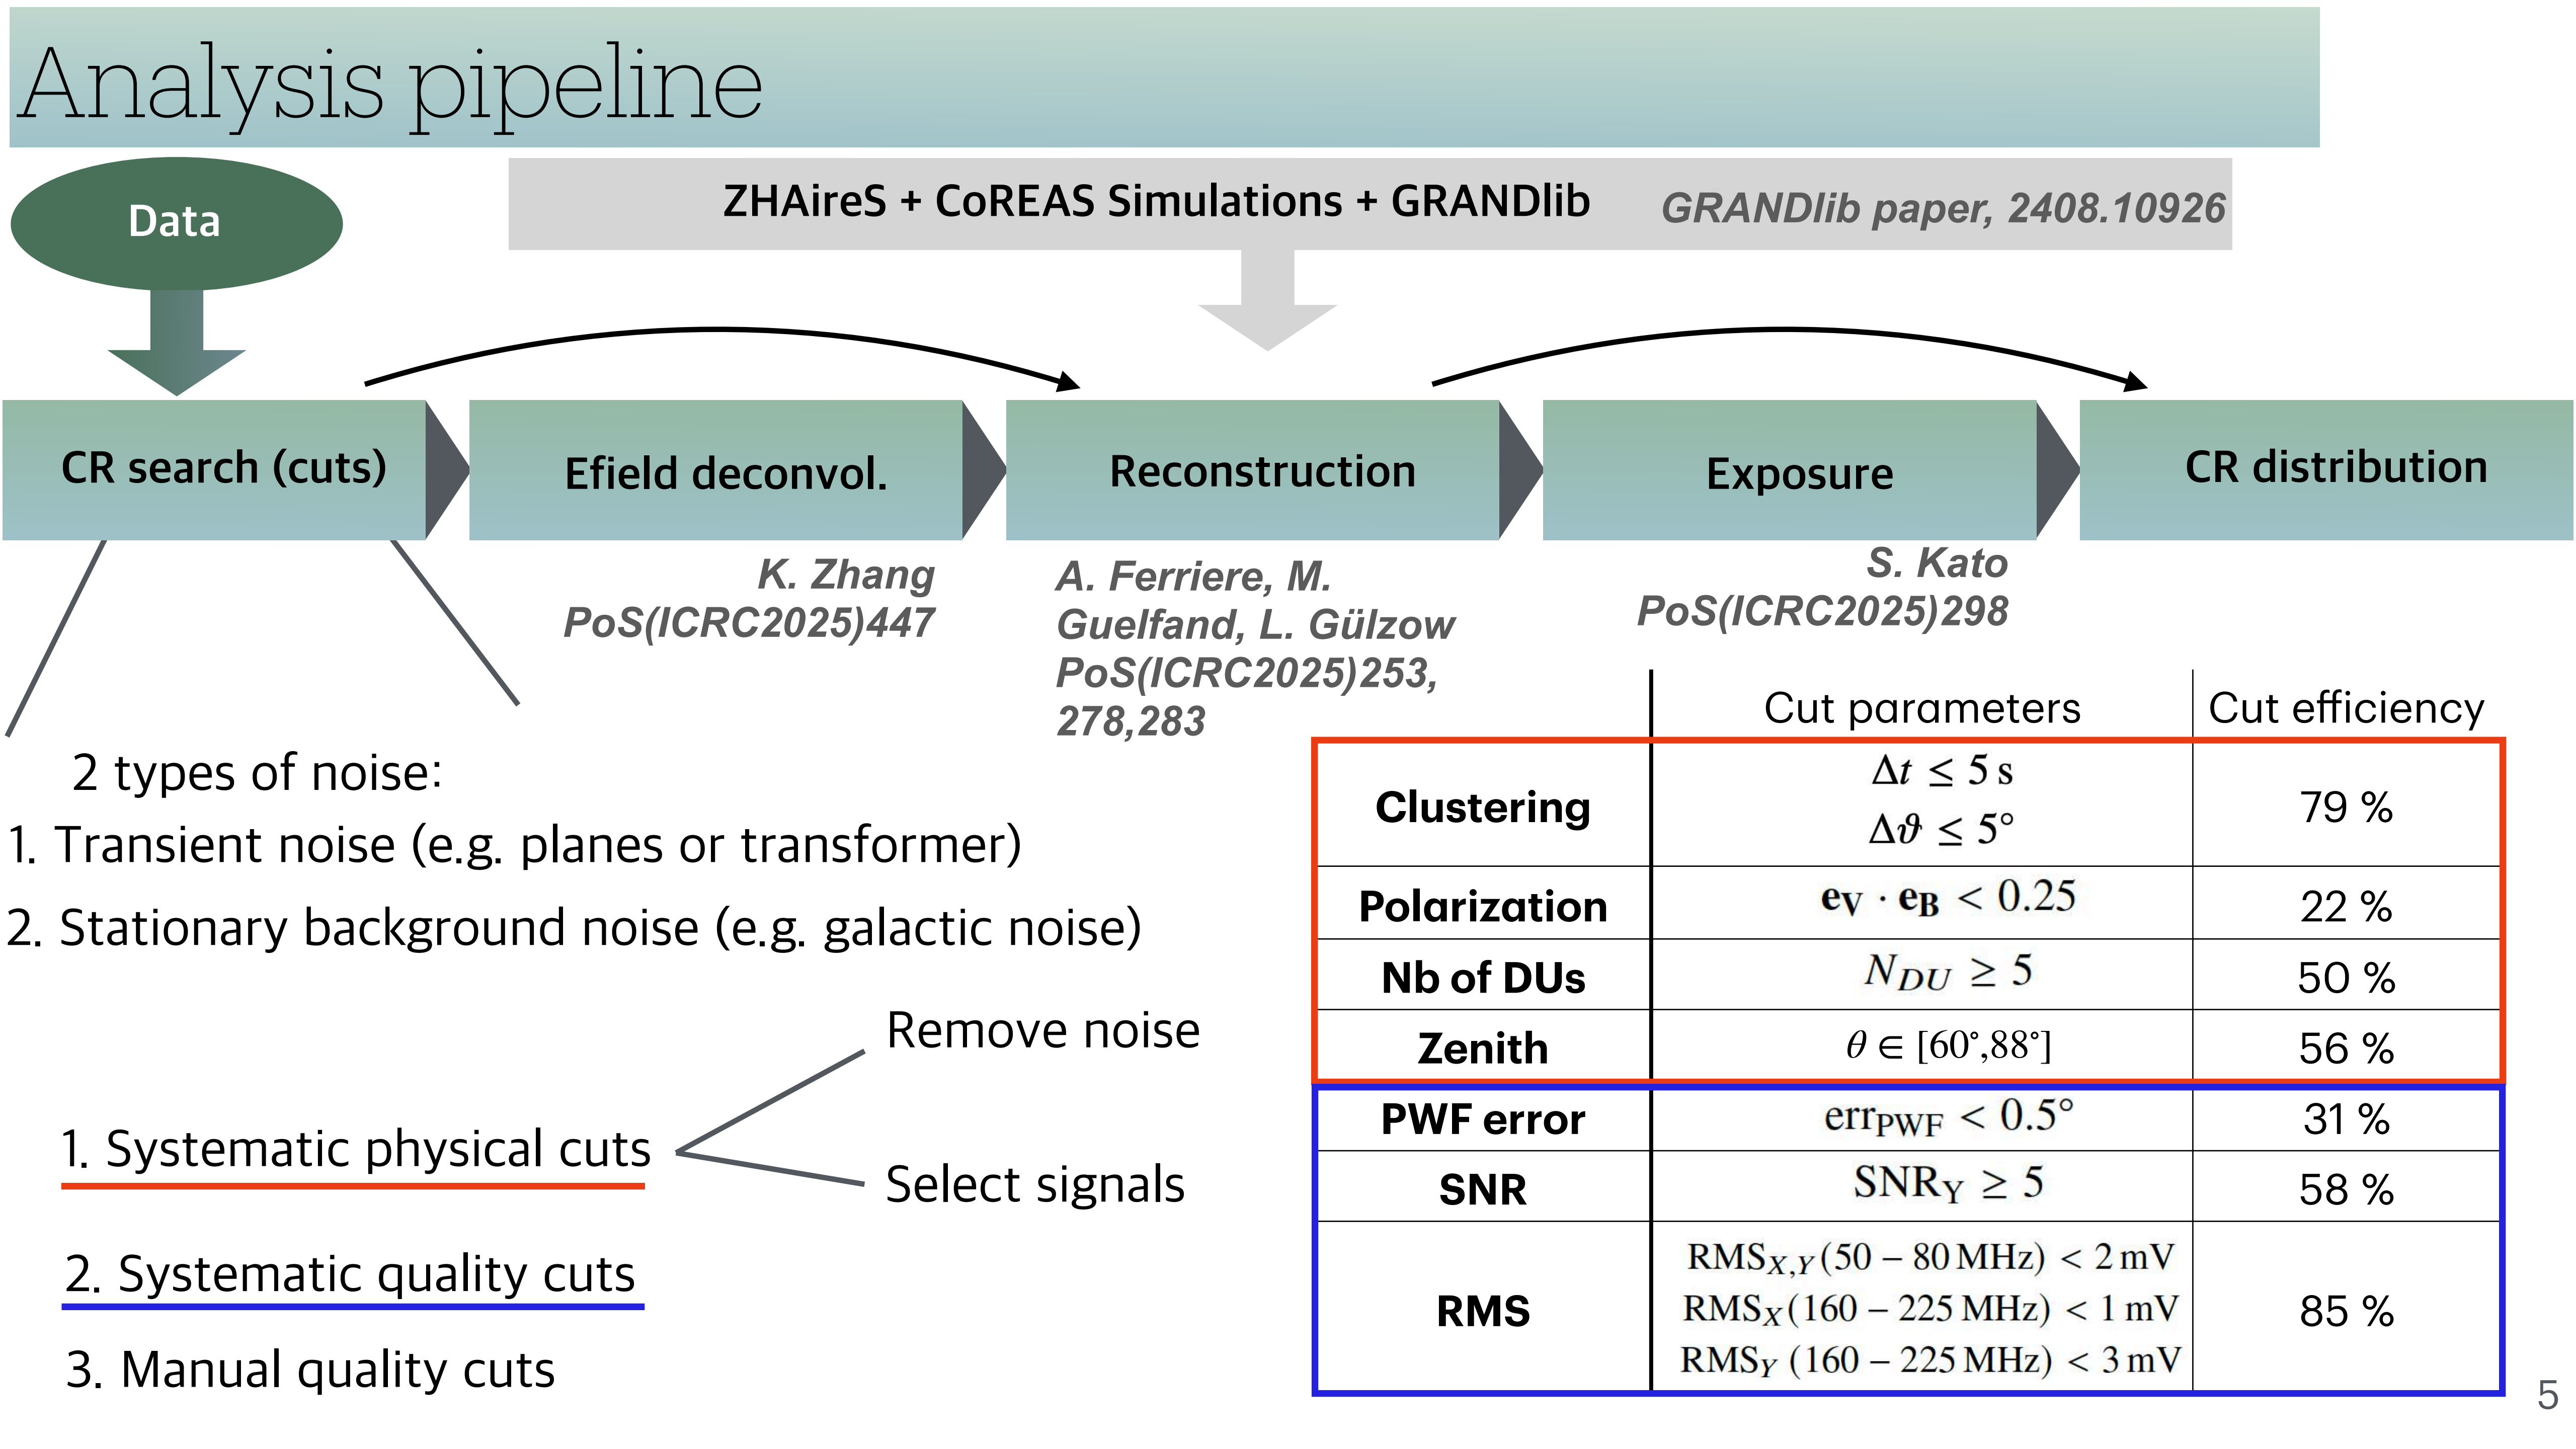 Analysis pipeline
Data
ZHAireS + CoREAS Simulations + GRANDlib
GRANDlib paper, 2408.10926
CR search (cuts)
Efield deconvol.
Reconstruction
Exposure
CR distribution
K. Zhang
PoS(ICRC2025)447
A. Ferriere, M.
Guelfand, L. Gülzow
PoS(ICRC2025)253,
278,283
S. Kato
PoS(ICRC2025)298
2 types of noise:
1. Transient noise (e.g. planes or transformer)
2. Stationary background noise (e.g. galactic noise)
Remove noise
1. Systematic physical cuts
Select signals
2. Systematic quality cuts
3. Manual quality cuts
Cut parameters Cut efficiency
Clustering Δt ≤ 5 s 79 %
Δϑ ≤ 5°
Polarization e_V · e_B < 0.25 22 %
Nb of DUs N_DU ≥ 5 50 %
Zenith θ ∈ [60°,88°] 56 %
PWF error err_PWF < 0.5° 31 %
SNR SNR_Y ≥ 5 58 %
RMS_X,Y (50 – 80 MHz) < 2 mV
RMS RMS_X (160 – 225 MHz) < 1 mV 85 %
RMS_Y (160 – 225 MHz) < 3 mV
5